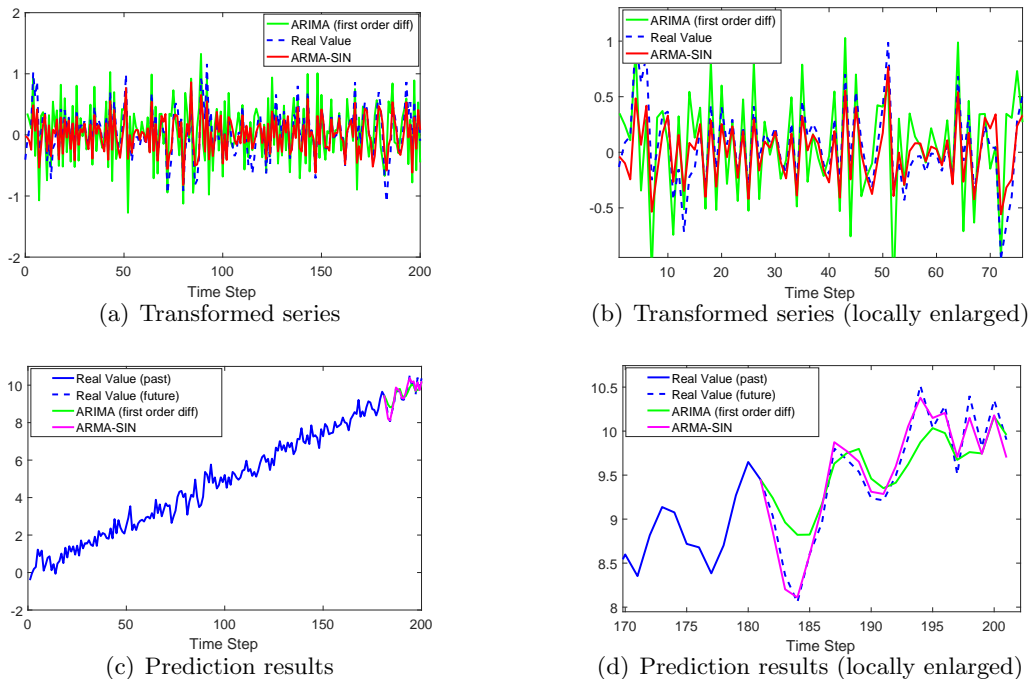 2
1
0
-1
-2
0
50
100
150
200
Time Step
ARIMA (first order diff)
Real Value
ARMA-SIN
(a) Transformed series
1
0.5
0
-0.5
10
20
30
40
50
60
70
Time Step
ARIMA (first order diff)
Real Value
ARMA-SIN
(b) Transformed series (locally enlarged)
10
8
6
4
2
0
-2
0
50
100
150
200
Time Step
Real Value (past)
Real Value (future)
ARIMA (first order diff)
ARMA-SIN
(c) Prediction results
10.5
10
9.5
9
8.5
8
170
175
180
185
190
195
200
Time Step
Real Value (past)
Real Value (future)
ARIMA (first order diff)
ARMA-SIN
(d) Prediction results (locally enlarged)